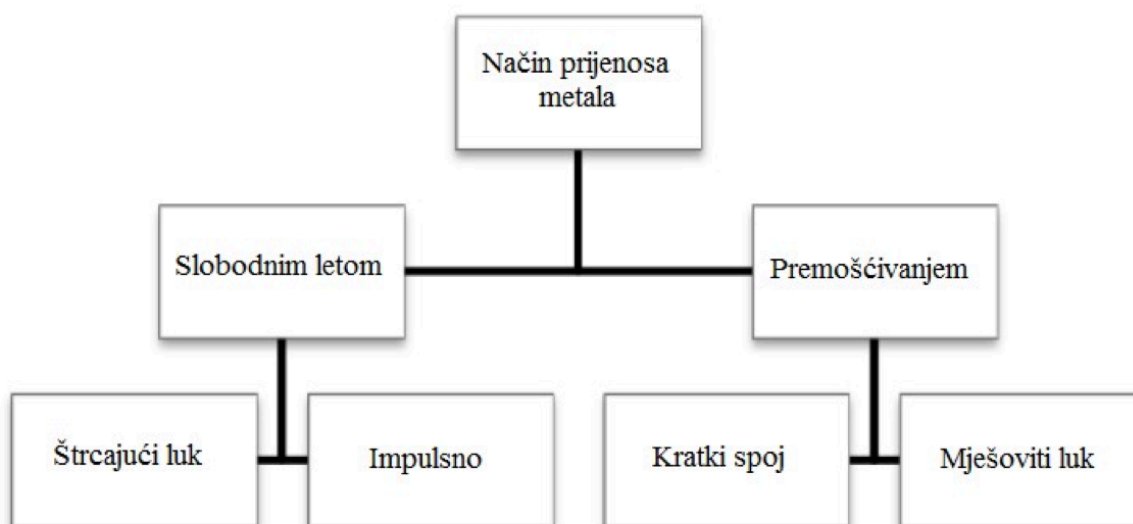 Način prijenosa
metala
Slobodnim letom
Premošćivanjem
Štrcajući luk
Impulsno
Kratki spoj
Mješoviti luk